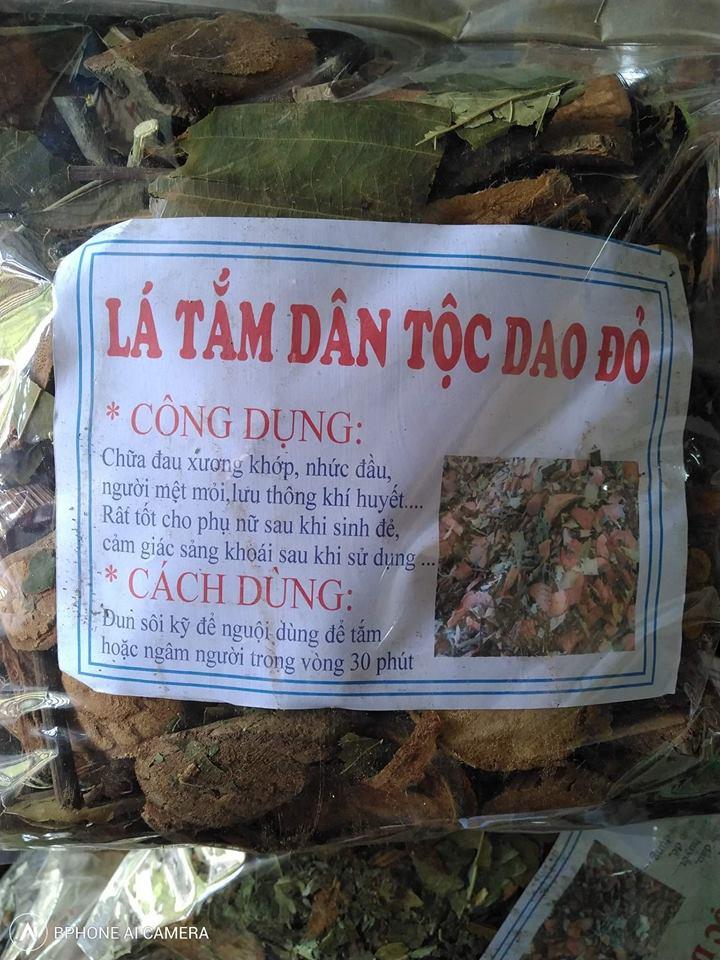 LÁ TẮM DÂN TỘC DAO ĐỎ
* CÔNG DỤNG:
Chữa đau xương khớp, nhức đầu,
người mệt mỏi,lưu thông khí huyết....
Rât tốt cho phụ nữ sau khi sinh đẻ,
cảm giác sảng khoái sau khi sử dụng ...
* CÁCH DÙNG:
Đun sôi kỹ để nguội dùng để tắm
hoặc ngâm người trong vòng 30 phút
BPHONE AI CAMERA